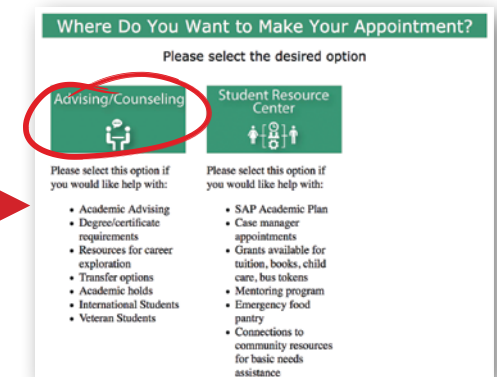 Where Do You Want to Make Your Appointment?
Please select the desired option
Advising/Counseling
Please select this option if
you would like help with:
• Academic Advising
• Degree/certificate
requirements
• Resources for career
exploration
• Transfer options
• Academic holds
• International Students
• Veteran Students
Student Resource
Center
Please select this option if
you would like help with:
• SAP Academic Plan
• Case manager
appointments
• Grants available for
tuition, books, child
care, bus tokens
• Mentoring program
• Emergency food
pantry
• Connections to
community resources
for basic needs
assistance